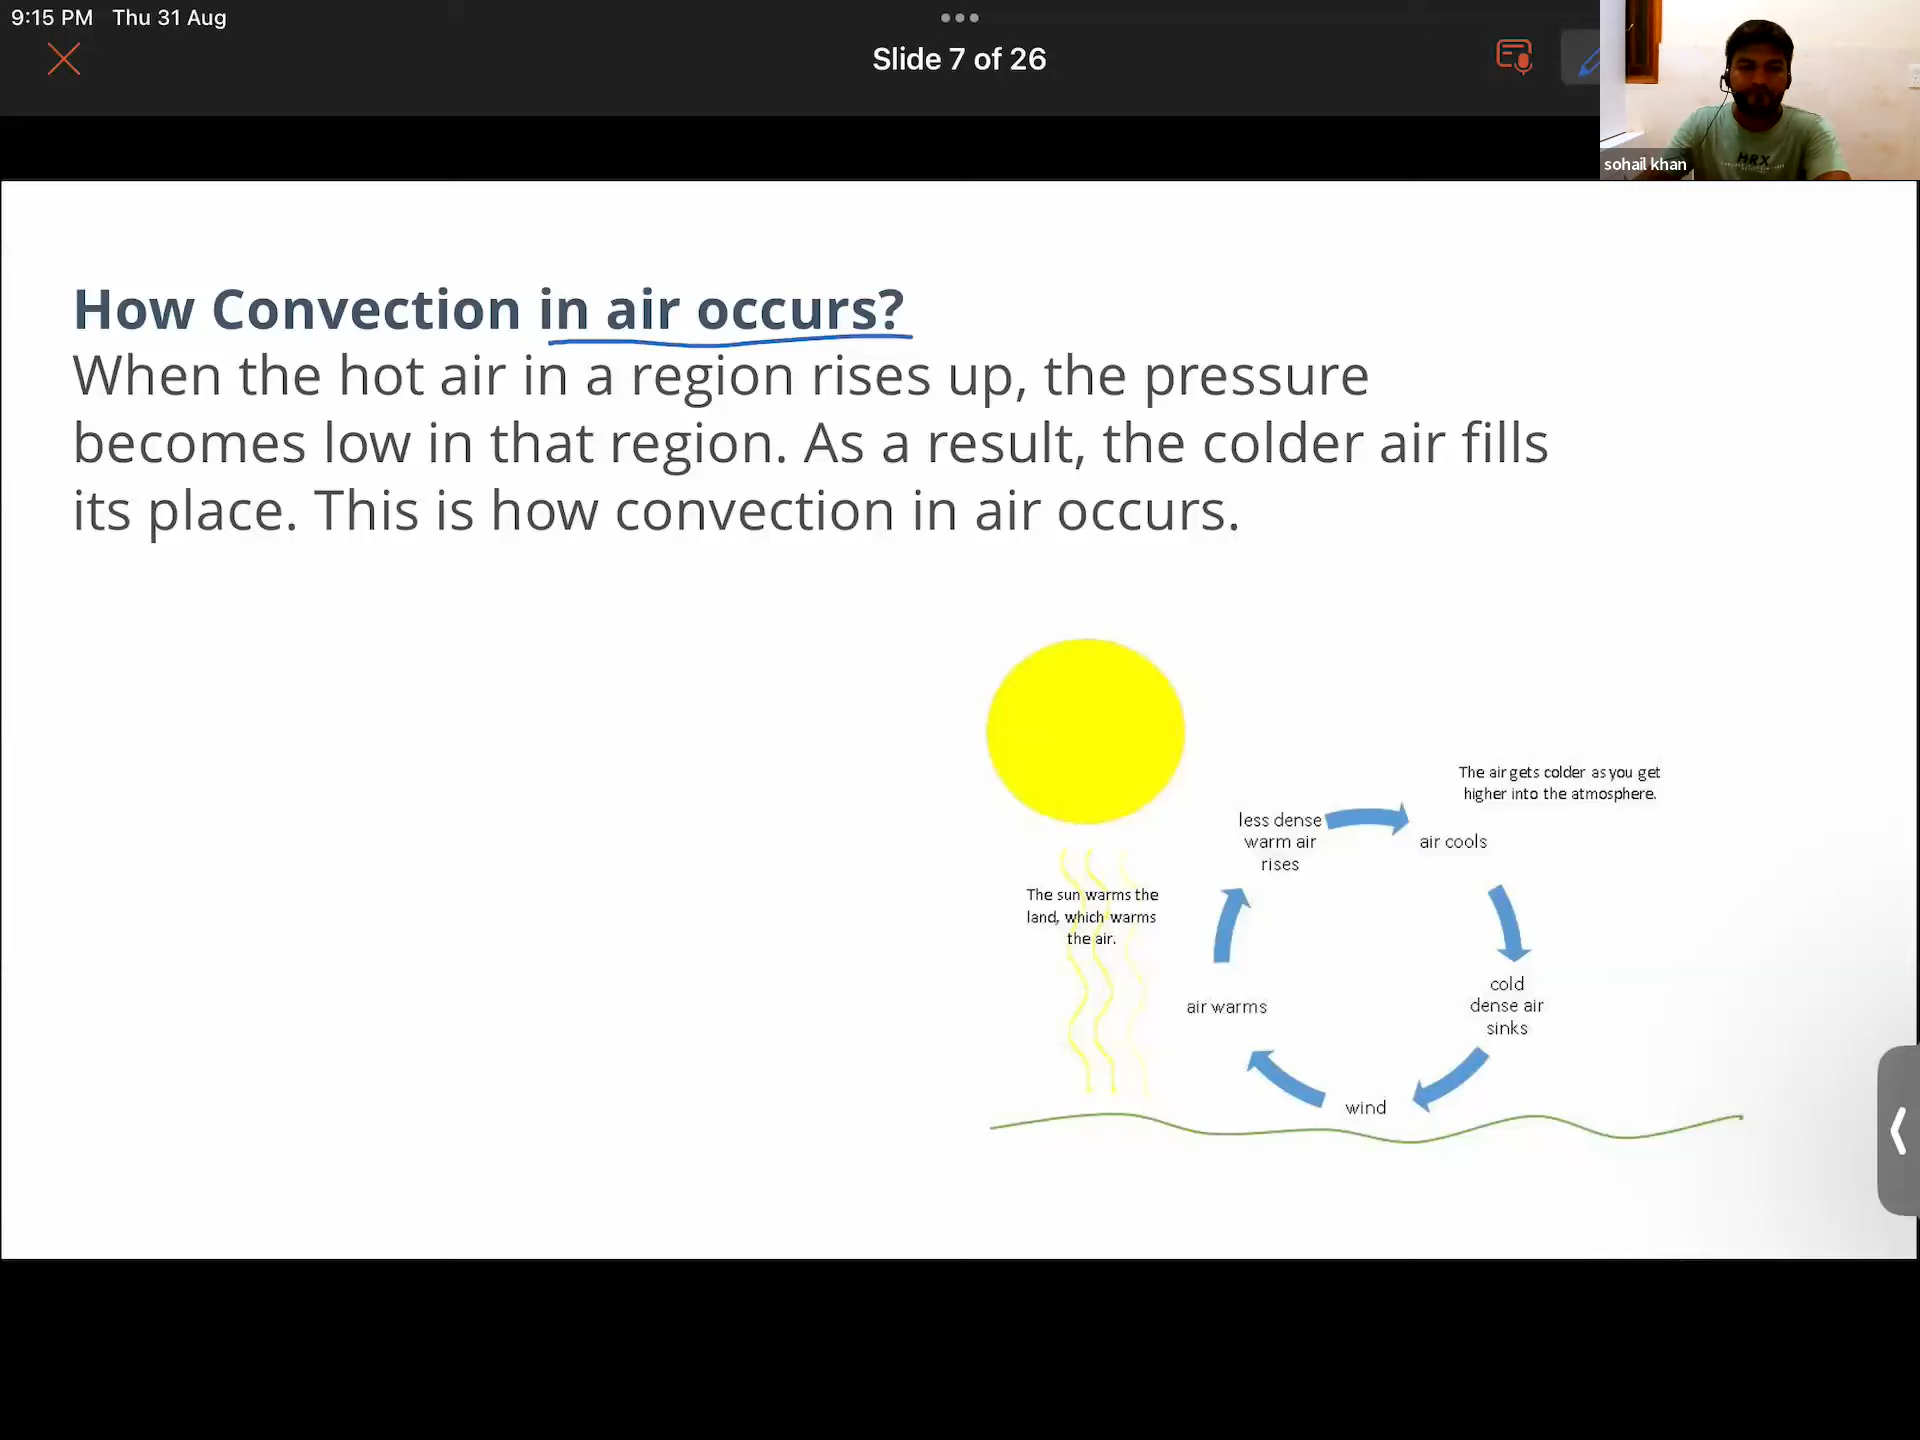 9:15 PM Thu 31 Aug
Slide 7 of 26
HRX
sohail khan
How Convection in air occurs?
When the hot air in a region rises up, the pressure
becomes low in that region. As a result, the colder air fills
its place. This is how convection in air occurs.
The air gets colder as you get
higher into the atmosphere.
less dense
warm air
rises
air cools
The sun warms the
land, which warms
the air.
cold
dense air
sinks
air warms
wind